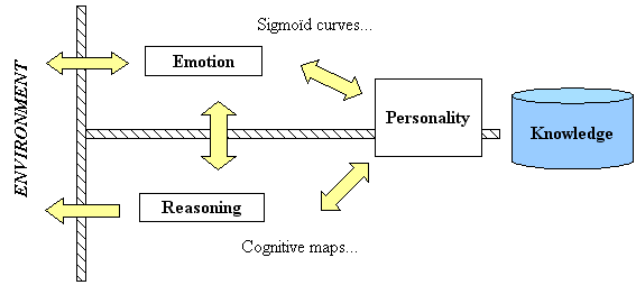 Sigmoïd curves...
ENVIRONMENT
Emotion
Personality
Knowledge
Reasoning
Cognitive maps...